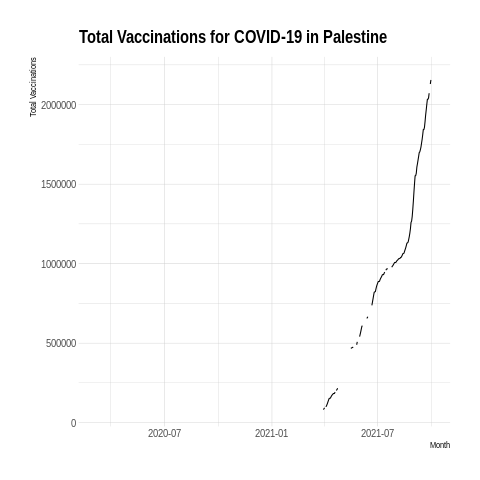 Total Vaccinations for COVID-19 in Palestine
Total Vaccinations
2000000
1500000
1000000
500000
0
2020-07
2021-01
2021-07
Month